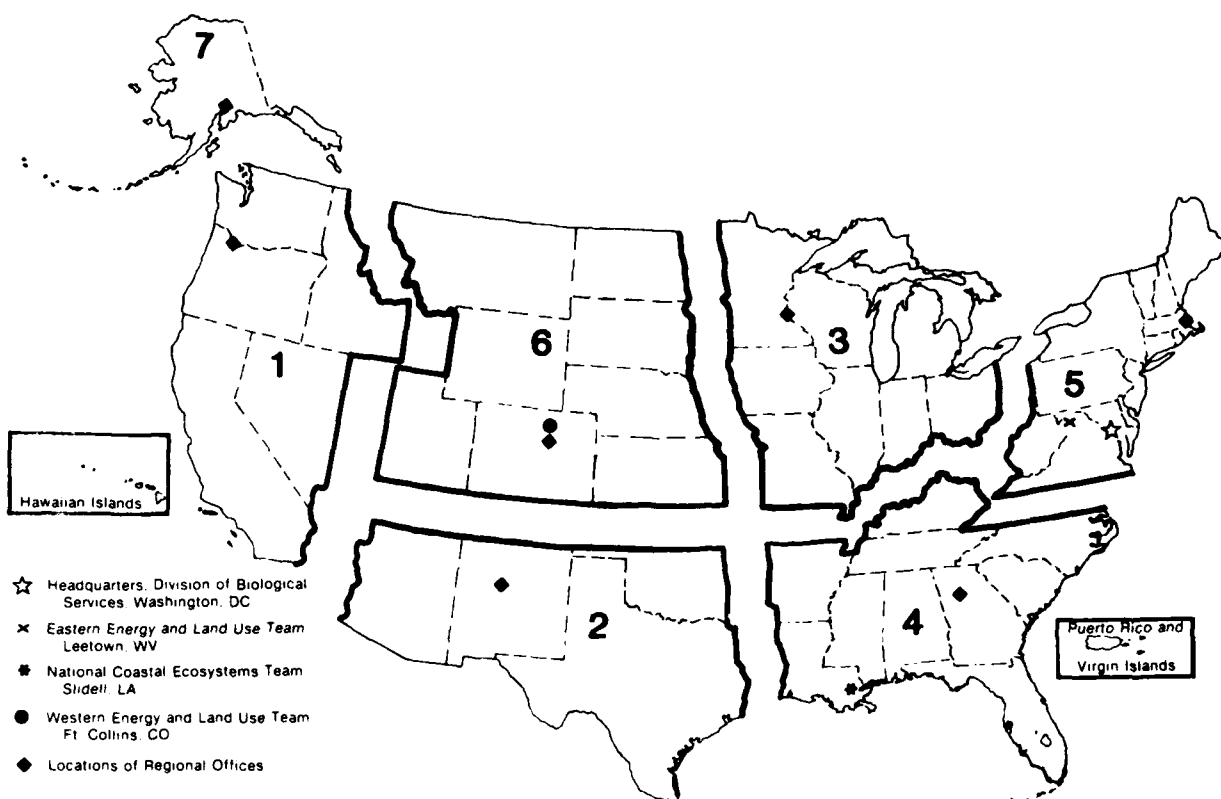 7
6
3
1
5
Hawaiian Islands
2
4
Puerto Rico and
Virgin Islands
Headquarters, Division of Biological
Services, Washington, DC
Eastern Energy and Land Use Team
Leetown, WV
National Coastal Ecosystems Team
Slidell, LA
Western Energy and Land Use Team
Ft. Collins, CO
Locations of Regional Offices